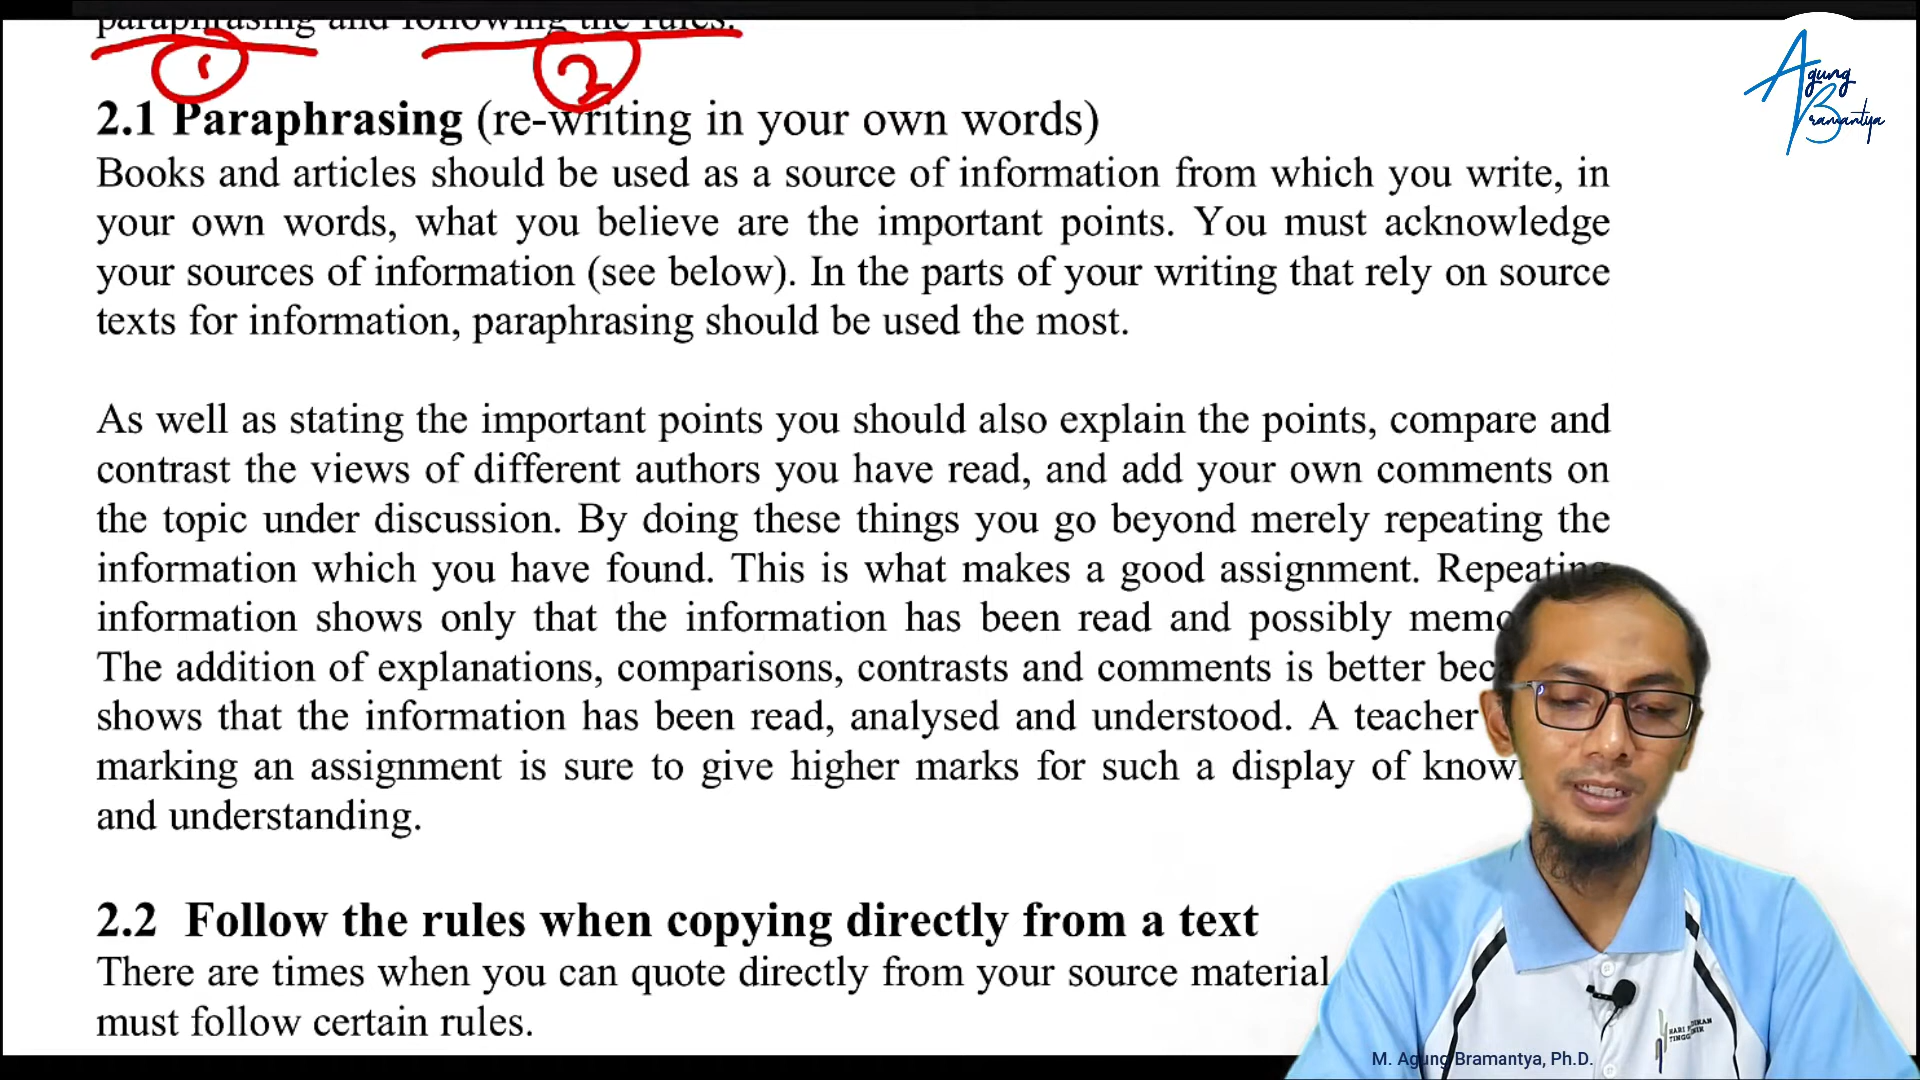 paraphrasing and following the rules.
1
2
Agung
Bramantya
2.1 Paraphrasing (re-writing in your own words)
Books and articles should be used as a source of information from which you write, in
your own words, what you believe are the important points. You must acknowledge
your sources of information (see below). In the parts of your writing that rely on source
texts for information, paraphrasing should be used the most.
As well as stating the important points you should also explain the points, compare and
contrast the views of different authors you have read, and add your own comments on
the topic under discussion. By doing these things you go beyond merely repeating the
information which you have found. This is what makes a good assignment. Repeating
information shows only that the information has been read and possibly
The addition of explanations, comparisons, contrasts and comments is better
shows that the information has been read, analysed and understood. A teacher
marking an assignment is sure to give higher marks for such a display of
and understanding.
2.2 Follow the rules when copying directly from a text
There are times when you can quote directly from your source material
must follow certain rules.
M. Agung Bramantya, Ph.D.